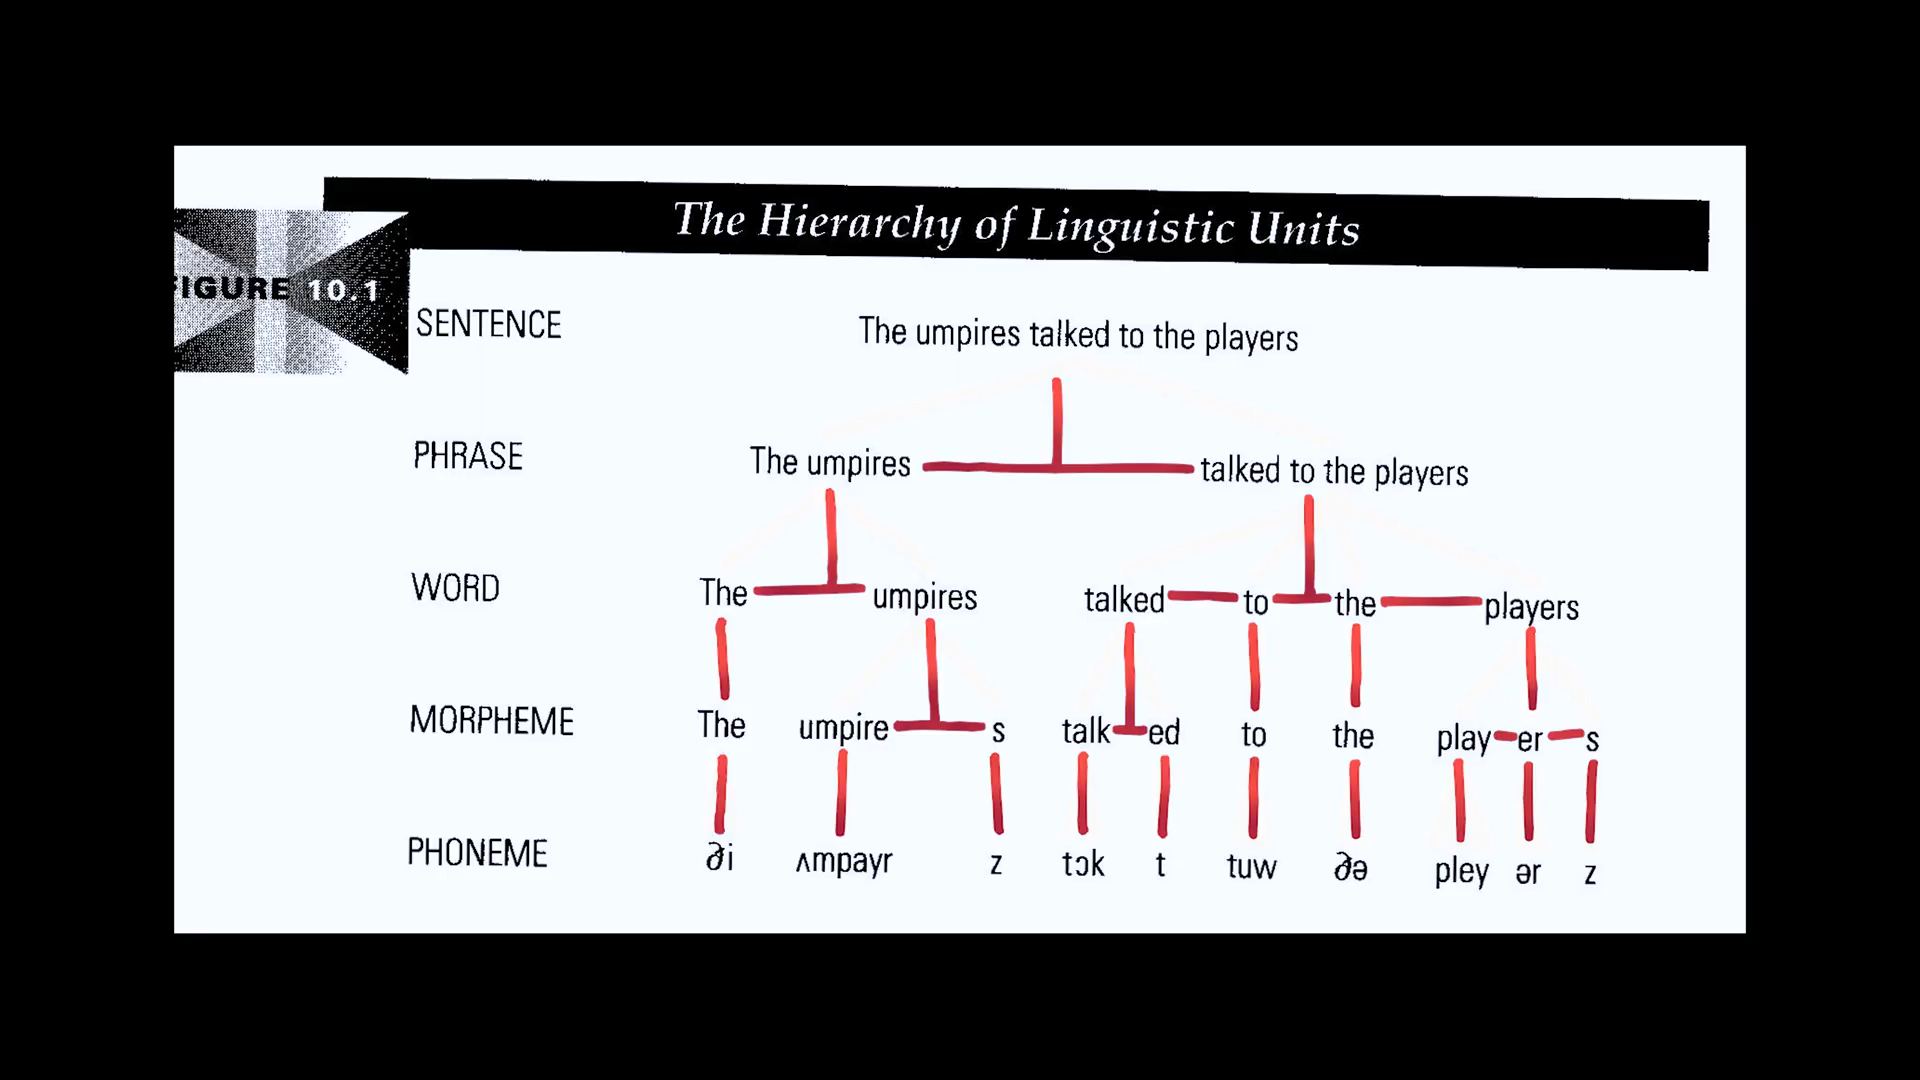 The Hierarchy of Linguistic Units
FIGURE 10.1
SENTENCE The umpires talked to the players
PHRASE The umpires talked to the players
WORD The umpires talked to the players
MORPHEME The umpire s talk ed to the play er s
PHONEME ði ʌmpayr z tɔk t tuw ðə pley ər z